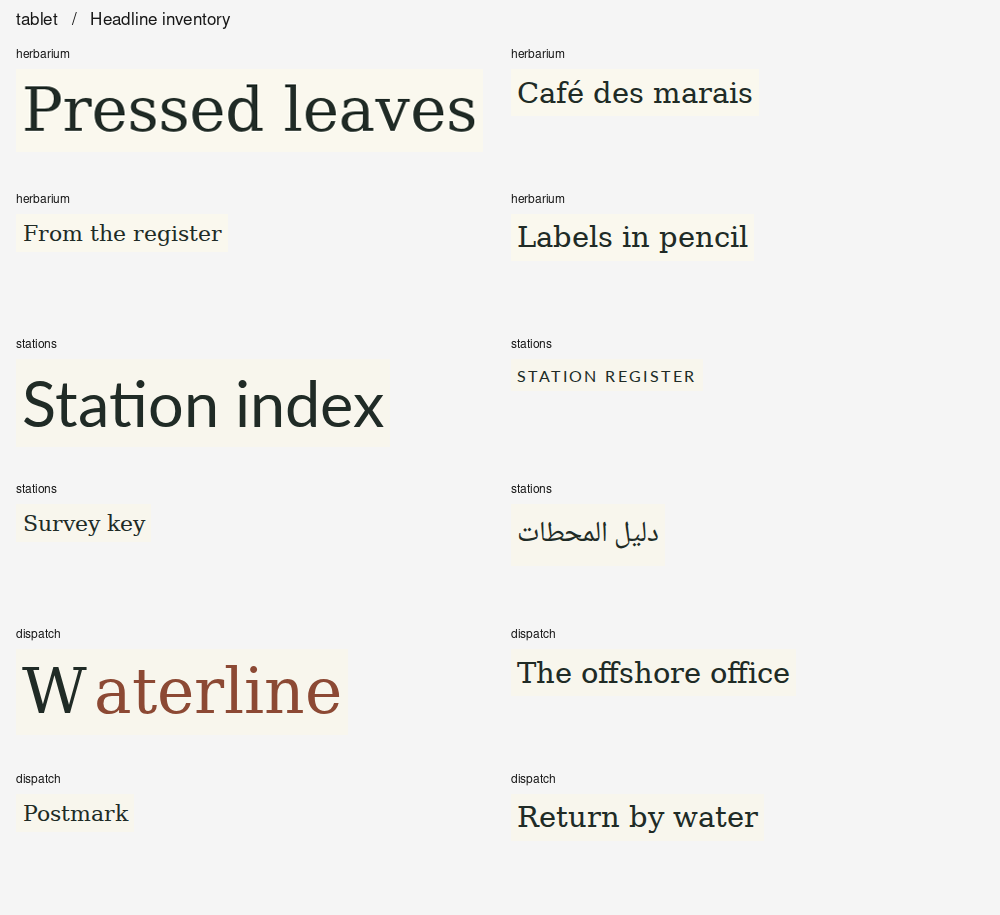 tablet / Headline inventory
herbarium
Pressed leaves
herbarium
Café des marais
herbarium
From the register
herbarium
Labels in pencil
stations
Station index
stations
STATION REGISTER
stations
Survey key
stations
دليل المحطات
dispatch
Waterline
dispatch
The offshore office
dispatch
Postmark
dispatch
Return by water